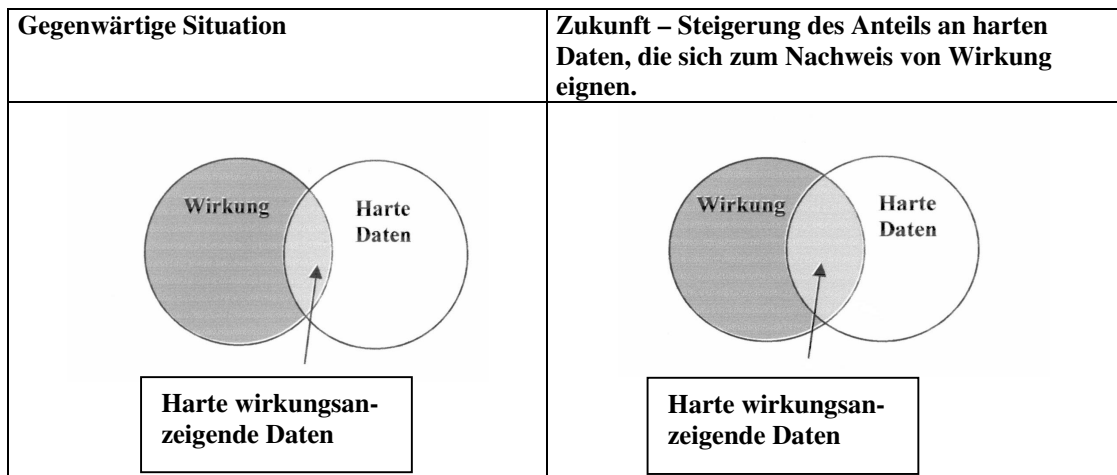 Gegenwärtige Situation
Zukunft – Steigerung des Anteils an harten
Daten, die sich zum Nachweis von Wirkung
eignen.
Wirkung
Harte
Daten
Harte wirkungsan-
zeigende Daten
Wirkung
Harte
Daten
Harte wirkungsan-
zeigende Daten